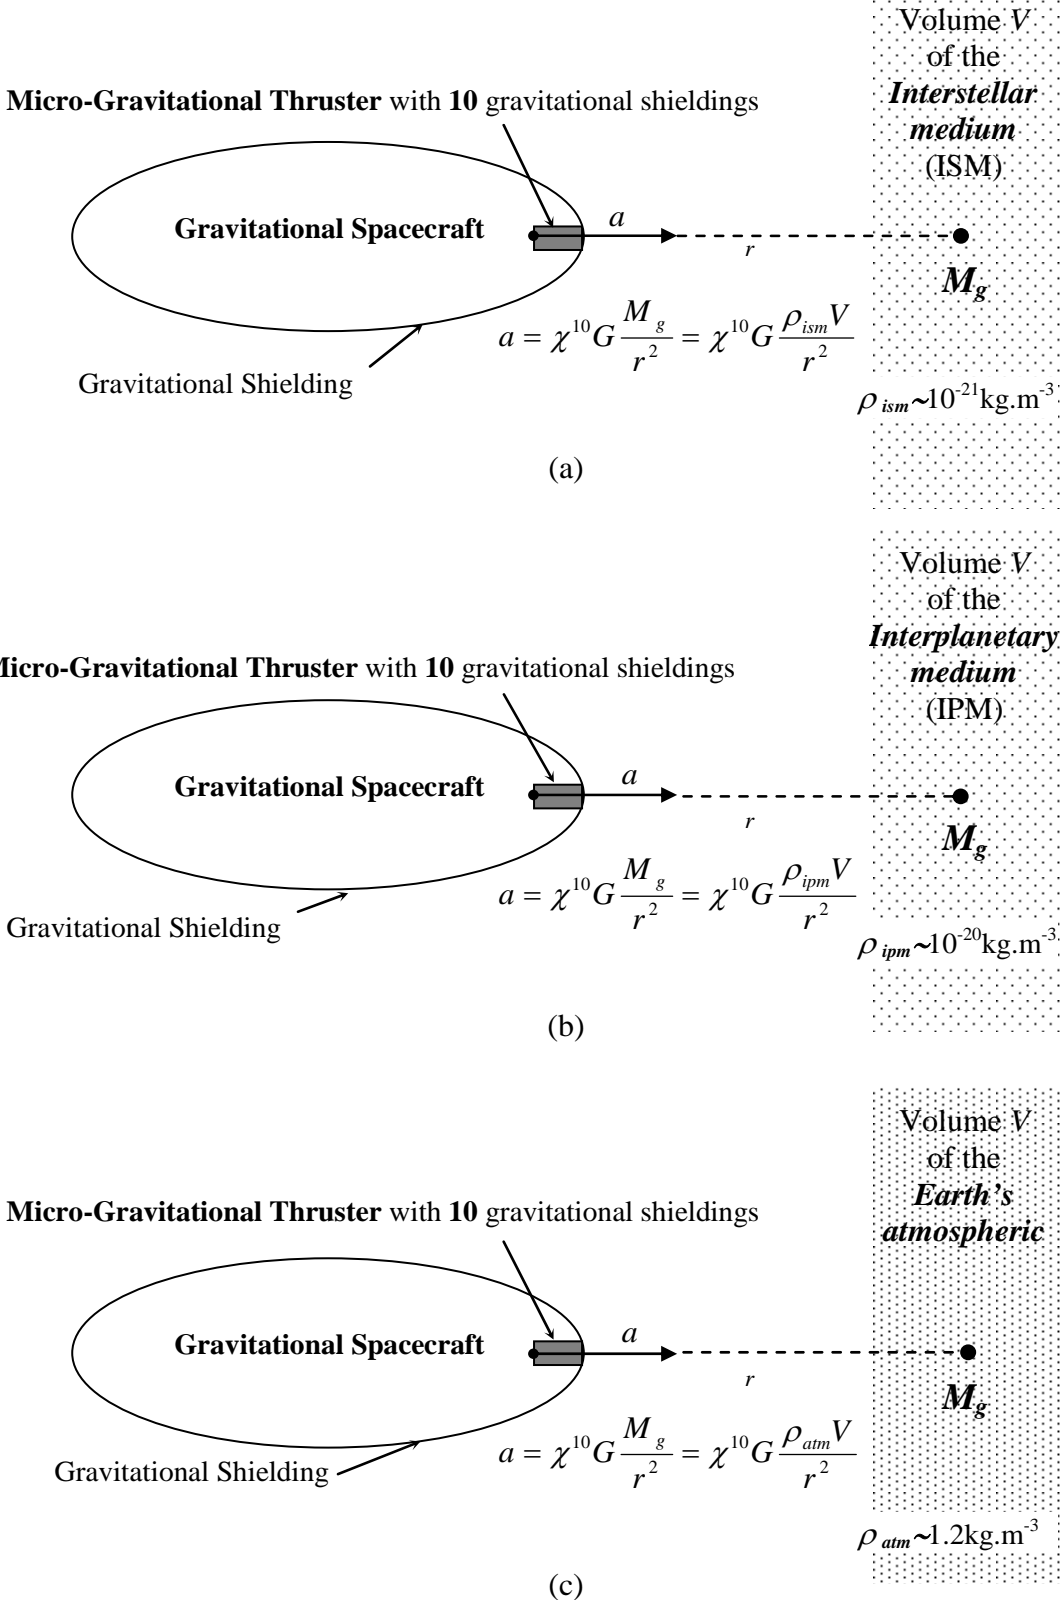 Volume V
of the
Interstellar
medium
(ISM)
Micro-Gravitational Thruster with 10 gravitational shieldings
Gravitational Spacecraft
a
r
M_g
a = χ^10 G M_g / r^2 = χ^10 G ρ_ism V / r^2
Gravitational Shielding
ρ_ism ~10^-21 kg.m^-3
(a)
Volume V
of the
Interplanetary
medium
(IPM)
Micro-Gravitational Thruster with 10 gravitational shieldings
Gravitational Spacecraft
a
r
M_g
a = χ^10 G M_g / r^2 = χ^10 G ρ_ipm V / r^2
Gravitational Shielding
ρ_ipm ~10^-20 kg.m^-3
(b)
Volume V
of the
Earth's
atmospheric
Micro-Gravitational Thruster with 10 gravitational shieldings
Gravitational Spacecraft
a
r
M_g
a = χ^10 G M_g / r^2 = χ^10 G ρ_atm V / r^2
Gravitational Shielding
ρ_atm ~1.2kg.m^-3
(c)